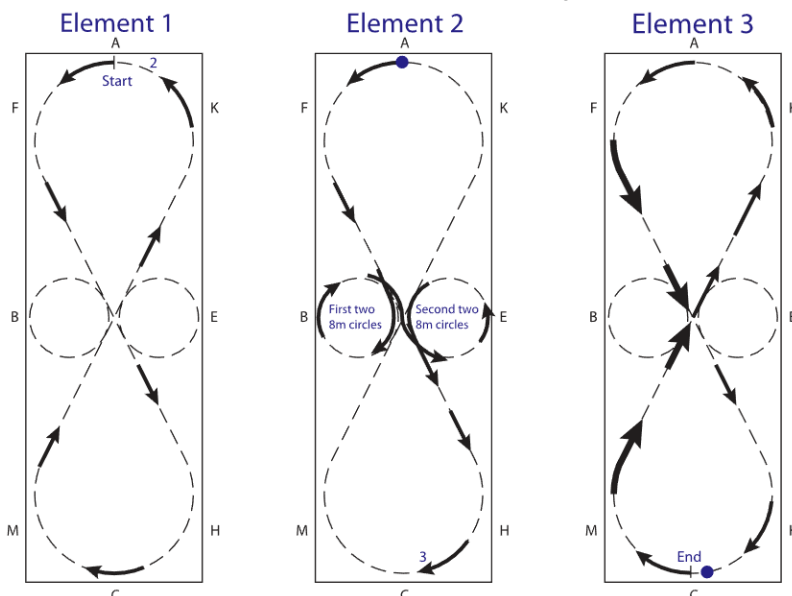 Element 1
Element 2
Element 3
A
A
A
2
Start
F
K
F
K
F
B
E
B
First two
8m circles
Second two
8m circles
E
B
M
H
M
H
M
3
End